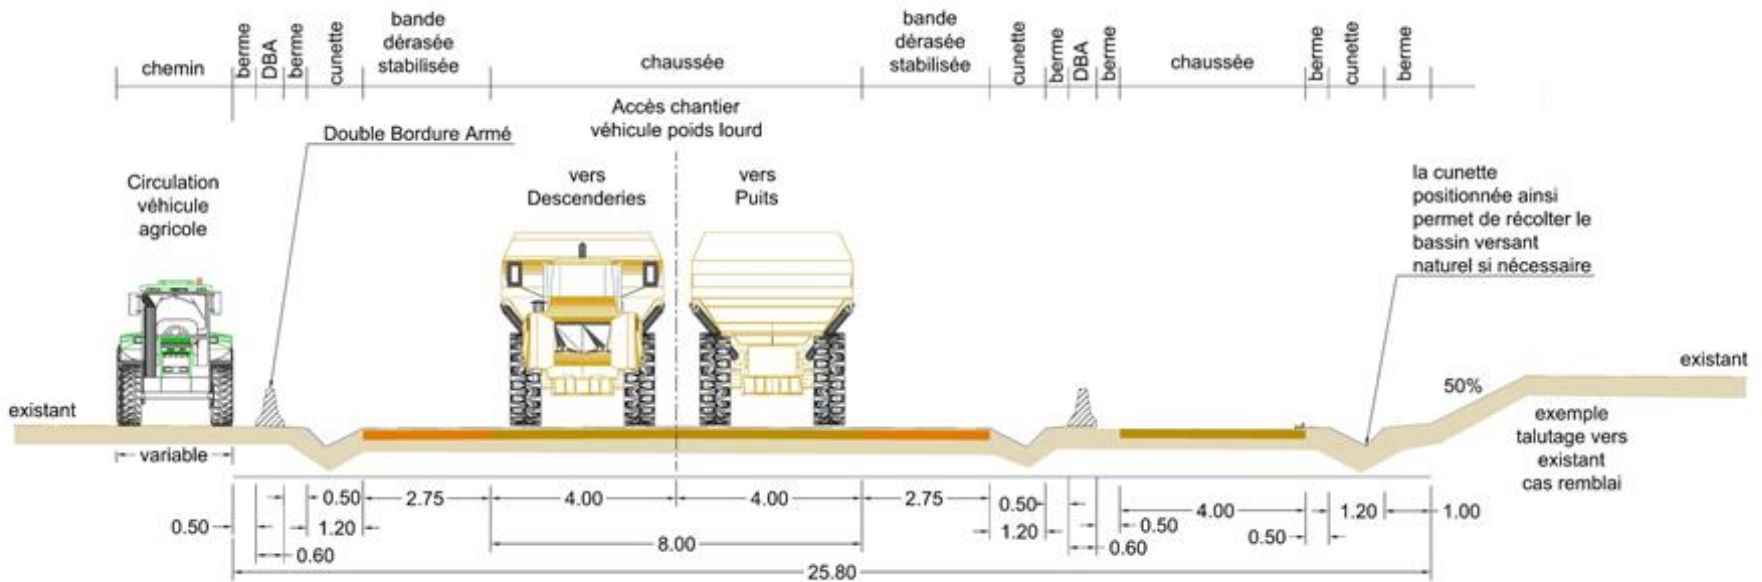 chemin
berme
DBA
berme
cunette
bande
dérasée
stabilisée
chaussée
bande
dérasée
stabilisée
cunette
berme
DBA
berme
chaussée
berme
cunette
berme
Accès chantier
véhicule poids lourd
Double Bordure Armé
Circulation
véhicule
agricole
vers
Descenderies
vers
Puits
la cunette
positionnée ainsi
permet de récolter le
bassin versant
naturel si nécessaire
existant
existant
50%
exemple
talutage vers
existant
cas remblai
variable
0.50
2.75
4.00
4.00
2.75
0.50
4.00
1.20
1.00
0.50
1.20
1.20
0.50
0.50
0.60
8.00
0.60
25.80